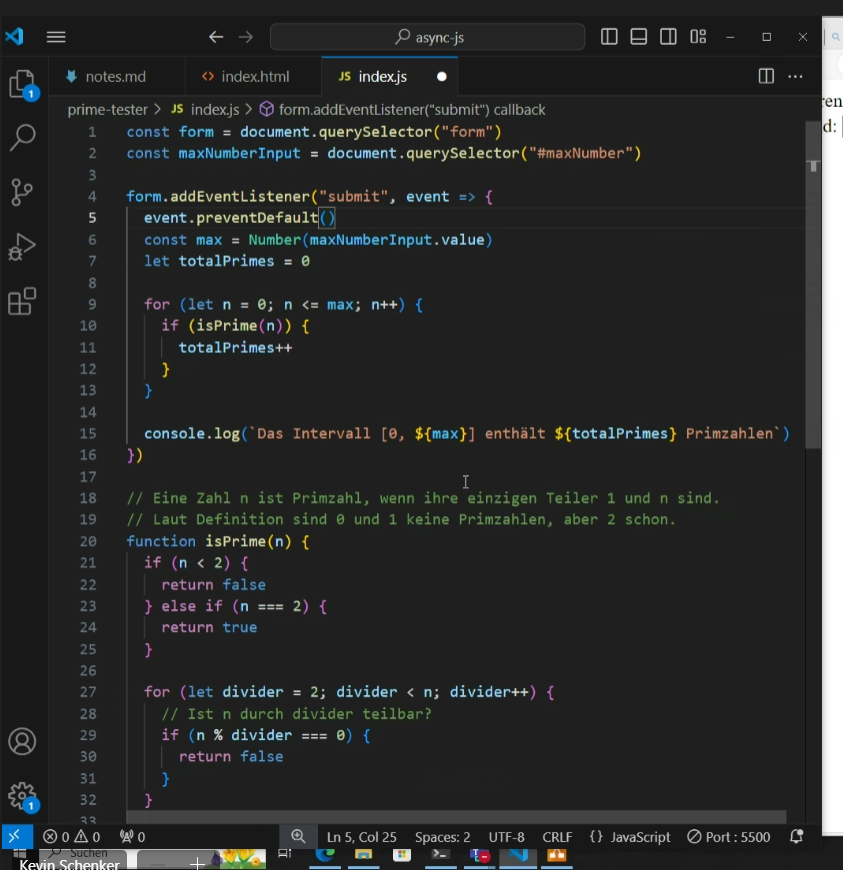 async-js
notes.md
index.html
JS index.js
prime-tester > JS index.js > form.addEventListener("submit") callback
1 const form = document.querySelector("form")
2 const maxNumberInput = document.querySelector("#maxNumber")
3
4 form.addEventListener("submit", event => {
5 event.preventDefault()
6 const max = Number(maxNumberInput.value)
7 let totalPrimes = 0
8
9 for (let n = 0; n <= max; n++) {
10 if (isPrime(n)) {
11 totalPrimes++
12 }
13 }
14
15 console.log(`Das Intervall [0, ${max}] enthält ${totalPrimes} Primzahlen`)
16 })
17
18 // Eine Zahl n ist Primzahl, wenn ihre einzigen Teiler 1 und n sind.
19 // Laut Definition sind 0 und 1 keine Primzahlen, aber 2 schon.
20 function isPrime(n) {
21 if (n < 2) {
22 return false
23 } else if (n === 2) {
24 return true
25 }
26
27 for (let divider = 2; divider < n; divider++) {
28 // Ist n durch divider teilbar?
29 if (n % divider === 0) {
30 return false
31 }
32 }
33
1
1
ren
d:
0 0 0 Ln 5, Col 25 Spaces: 2 UTF-8 CRLF {} JavaScript Port : 5500
Suchen
Kevin Schenker